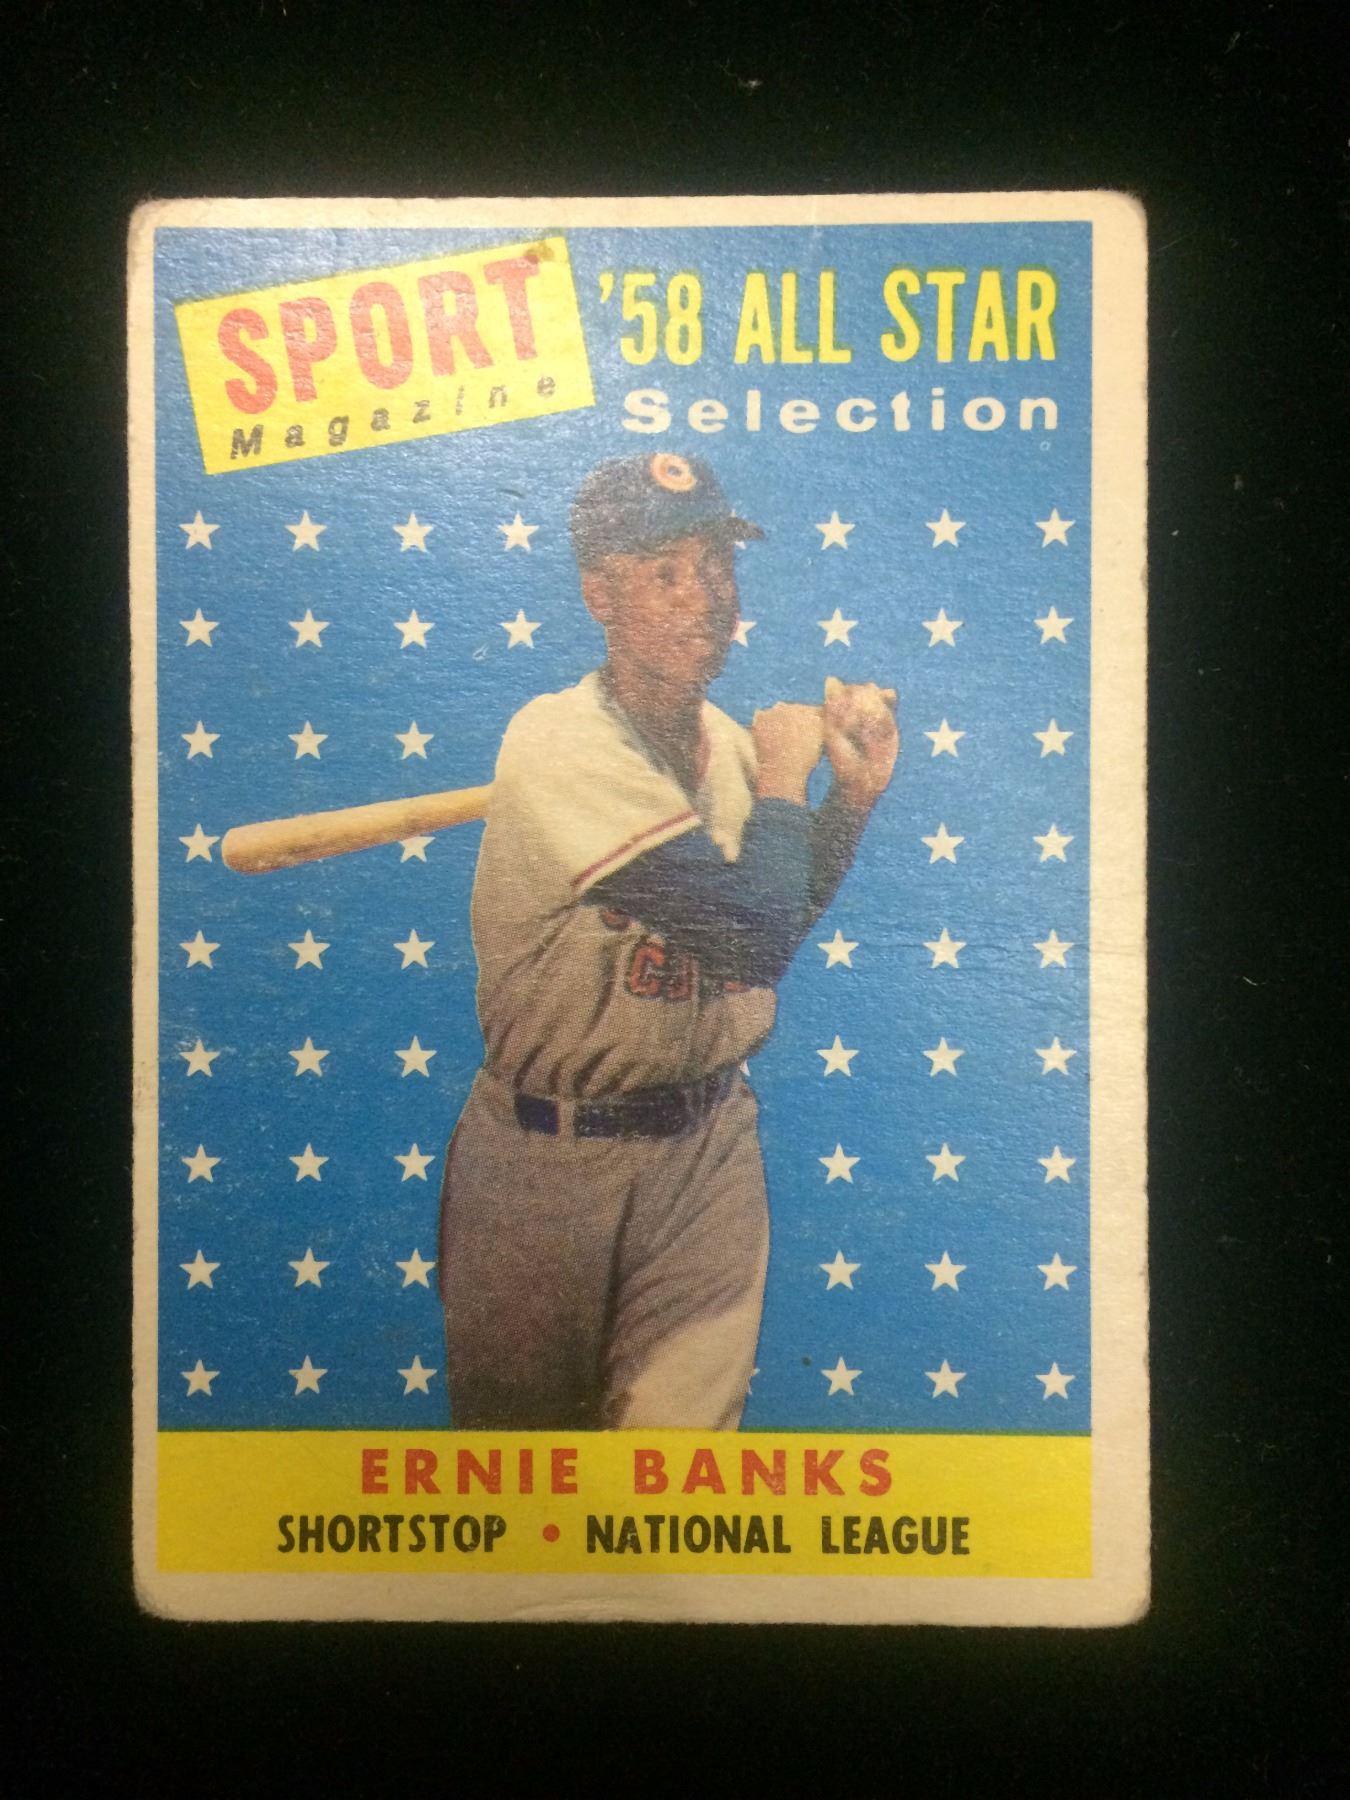 SPORT
Magazine
'58 ALL STAR
Selection
ERNIE BANKS
SHORTSTOP • NATIONAL LEAGUE